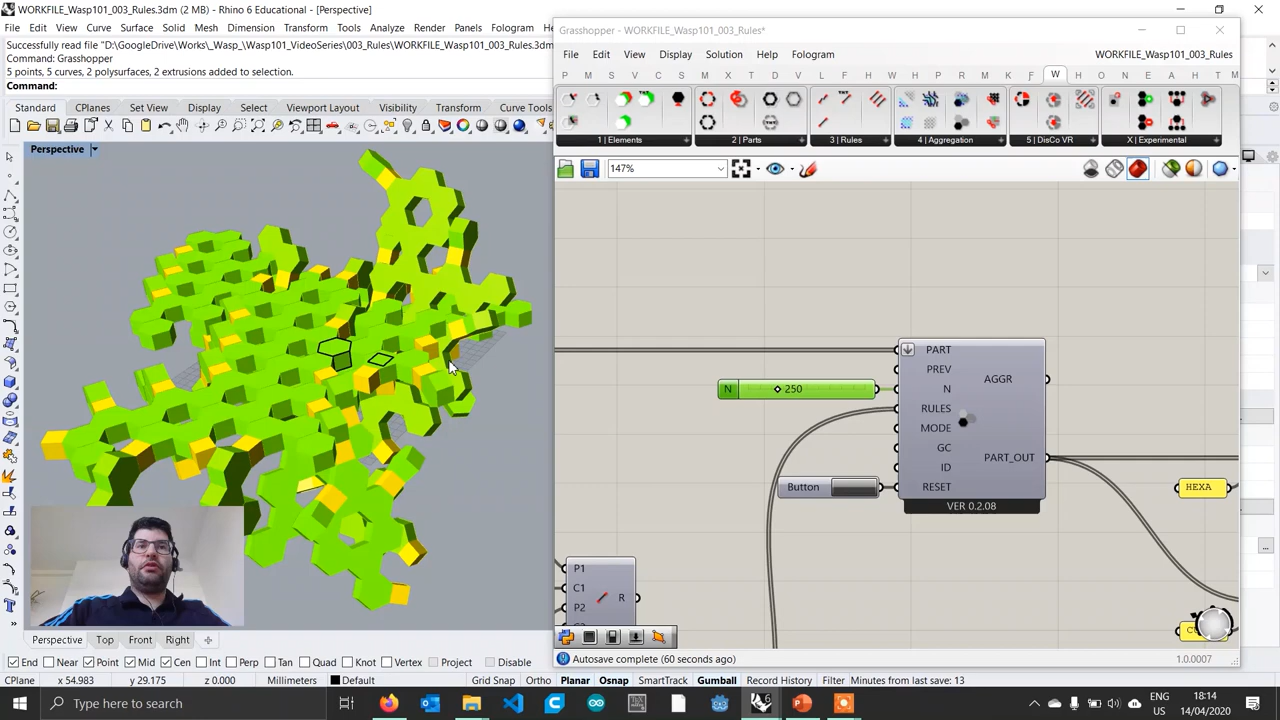 WORKFILE_Wasp101_003_Rules.3dm (2 MB) - Rhino 6 Educational - [Perspective]
File Edit View Curve Surface Solid Mesh Dimension Transform Tools Analyze Render Panels Fologram
Successfully read file "D:\GoogleDrive\Works\_Wasp_\Wasp101_VideoSeries\003_Rules\WORKFILE_Wasp101_003_Rules.3dm
Command: Grasshopper
5 points, 5 curves, 2 polysurfaces, 2 extrusions added to selection.
Command:
Standard CPlanes Set View Display Select Viewport Layout Visibility Transform Curve Tools
Perspective
Grasshopper - WORKFILE_Wasp101_003_Rules*
File Edit View Display Solution Help Fologram WORKFILE_Wasp101_003_Rules
P M S V C S M X T D V L F H W K A P R M F W H C O N E A H T M
1 | Elements 2 | Parts 3 | Rules 4 | Aggregation 5 | DisCo VR X | Experimental
147%
PART
PREV
N
RULES
MODE
GC
ID
RESET
AGGR
PART_OUT
VER 0.2.08
N 250
Button
HEXA
P1
C1
P2
R
Autosave complete (60 seconds ago) 1.0.0007
Perspective Top Front Right
End Near Point Mid Cen Int Perp Tan Quad Knot Vertex Project Disable
CPlane x 54.983 y 29.175 z 0.000 Millimeters Default Grid Snap Ortho Planar Osnap SmartTrack Gumball Record History Filter Minutes from last save: 13
Type here to search
ENG
US
18:14
14/04/2020